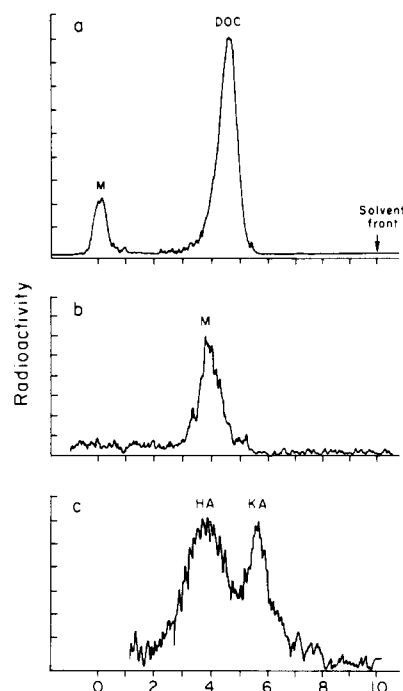 a
DOC
M
Solvent
front
b
M
Radioactivity
c
HA
KA
0 2 4 6 8 10